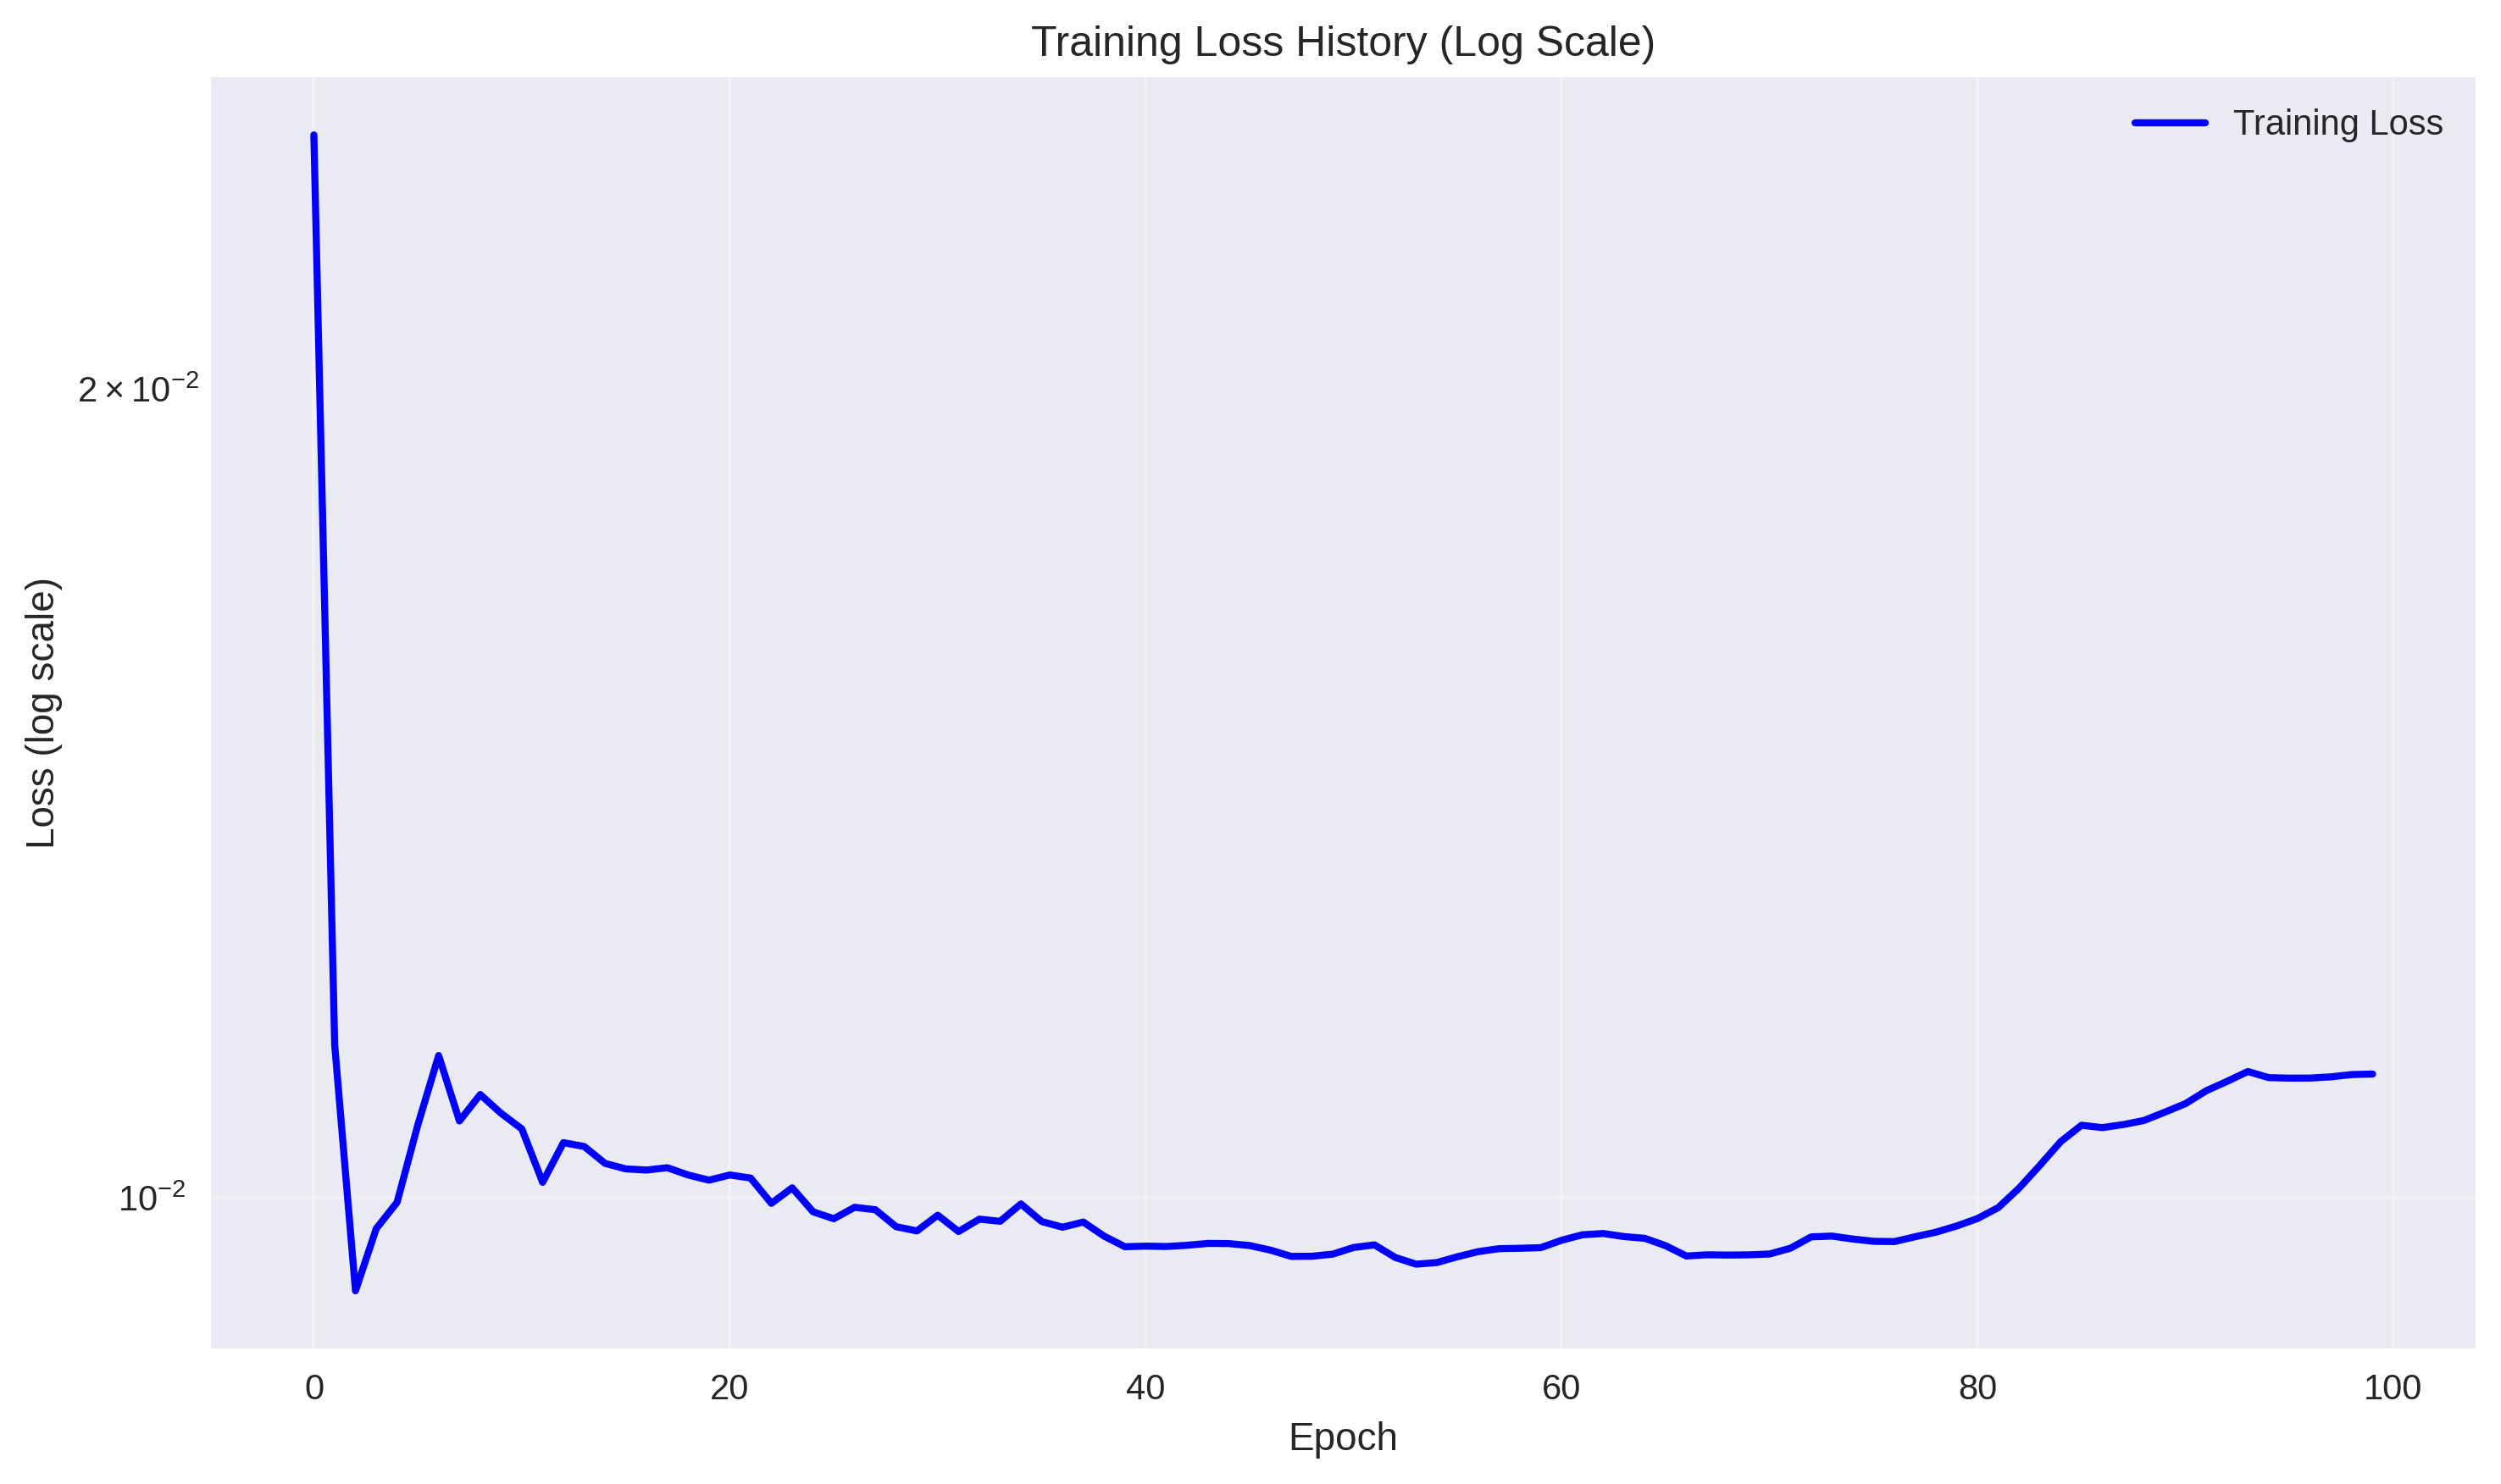 Training Loss History (Log Scale)
Training Loss
2 × 10⁻²
10⁻²
Loss (log scale)
0 20 40 60 80 100
Epoch